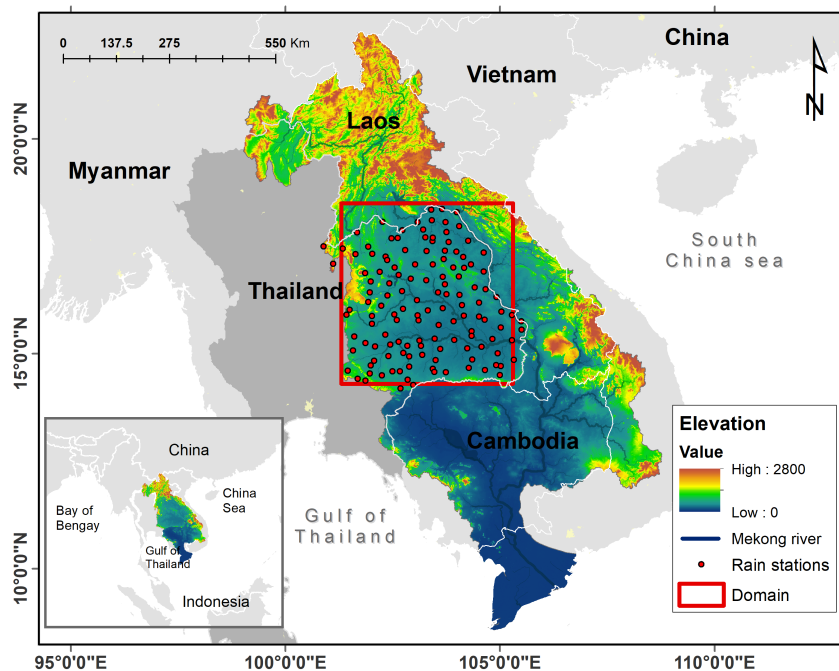 0 137.5 275 550 Km
China
Vietnam
N
Laos
Myanmar
South
China sea
Thailand
Cambodia
Gulf of
Thailand
20°0'0"N
15°0'0"N
10°0'0"N
95°0'0"E 100°0'0"E 105°0'0"E 110°0'0"E
China
Bay of
Bengay
China
Sea
Gulf of
Thailand
Indonesia
Elevation
Value
High : 2800
Low : 0
Mekong river
Rain stations
Domain